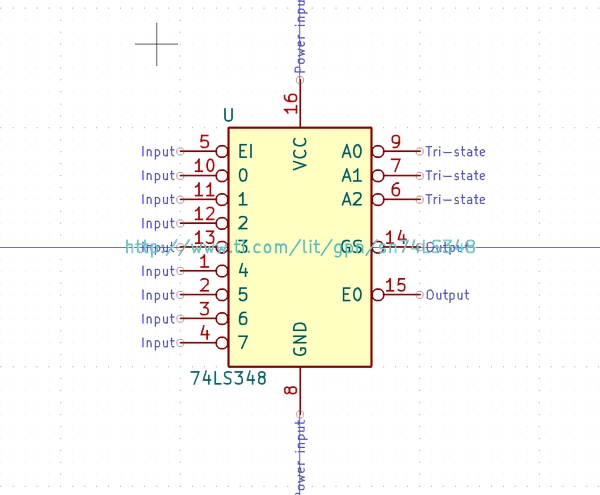 Power input
16
U
VCC
Input 5 EI A0 9 Tri-state
Input 10 0 A1 7 Tri-state
Input 11 1 A2 6 Tri-state
Input 12 2
Input 13 3 GS 14 Output
http://www.ti.com/lit/gpn/sn74LS348
Input 1 4
Input 2 5 E0 15 Output
Input 3 6
Input 4 7
GND
74LS348
8
Power input